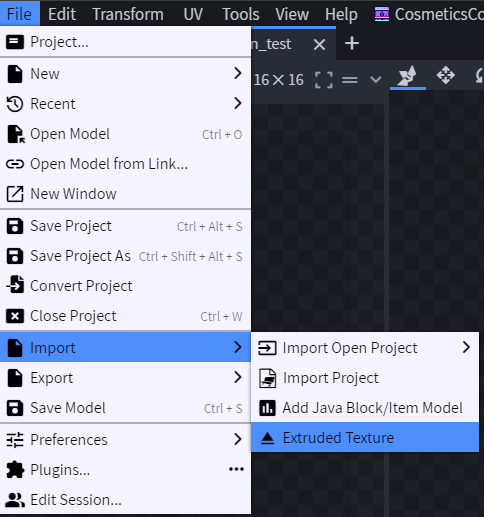 File Edit Transform UV Tools View Help CosmeticsCo
n_test
Project...
16×16
New
Recent
Open Model Ctrl + O
Open Model from Link...
New Window
Save Project Ctrl + Alt + S
Save Project As Ctrl + Shift + Alt + S
Convert Project
Close Project Ctrl + W
Import
Import Open Project
Export
Import Project
Save Model Ctrl + S
Add Java Block/Item Model
Preferences
Extruded Texture
Plugins...
Edit Session...